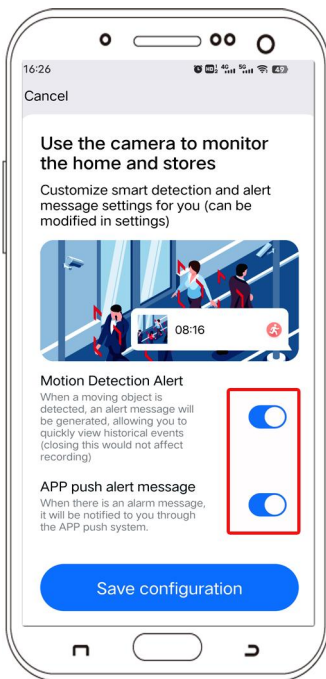 16:26
4G 5G 49
Cancel
Use the camera to monitor
the home and stores
Customize smart detection and alert
message settings for you (can be
modified in settings)
08:16
Motion Detection Alert
When a moving object is
detected, an alert message will
be generated, allowing you to
quickly view historical events
(closing this would not affect
recording)
APP push alert message
When there is an alarm message,
it will be notified to you through
the APP push system.
Save configuration